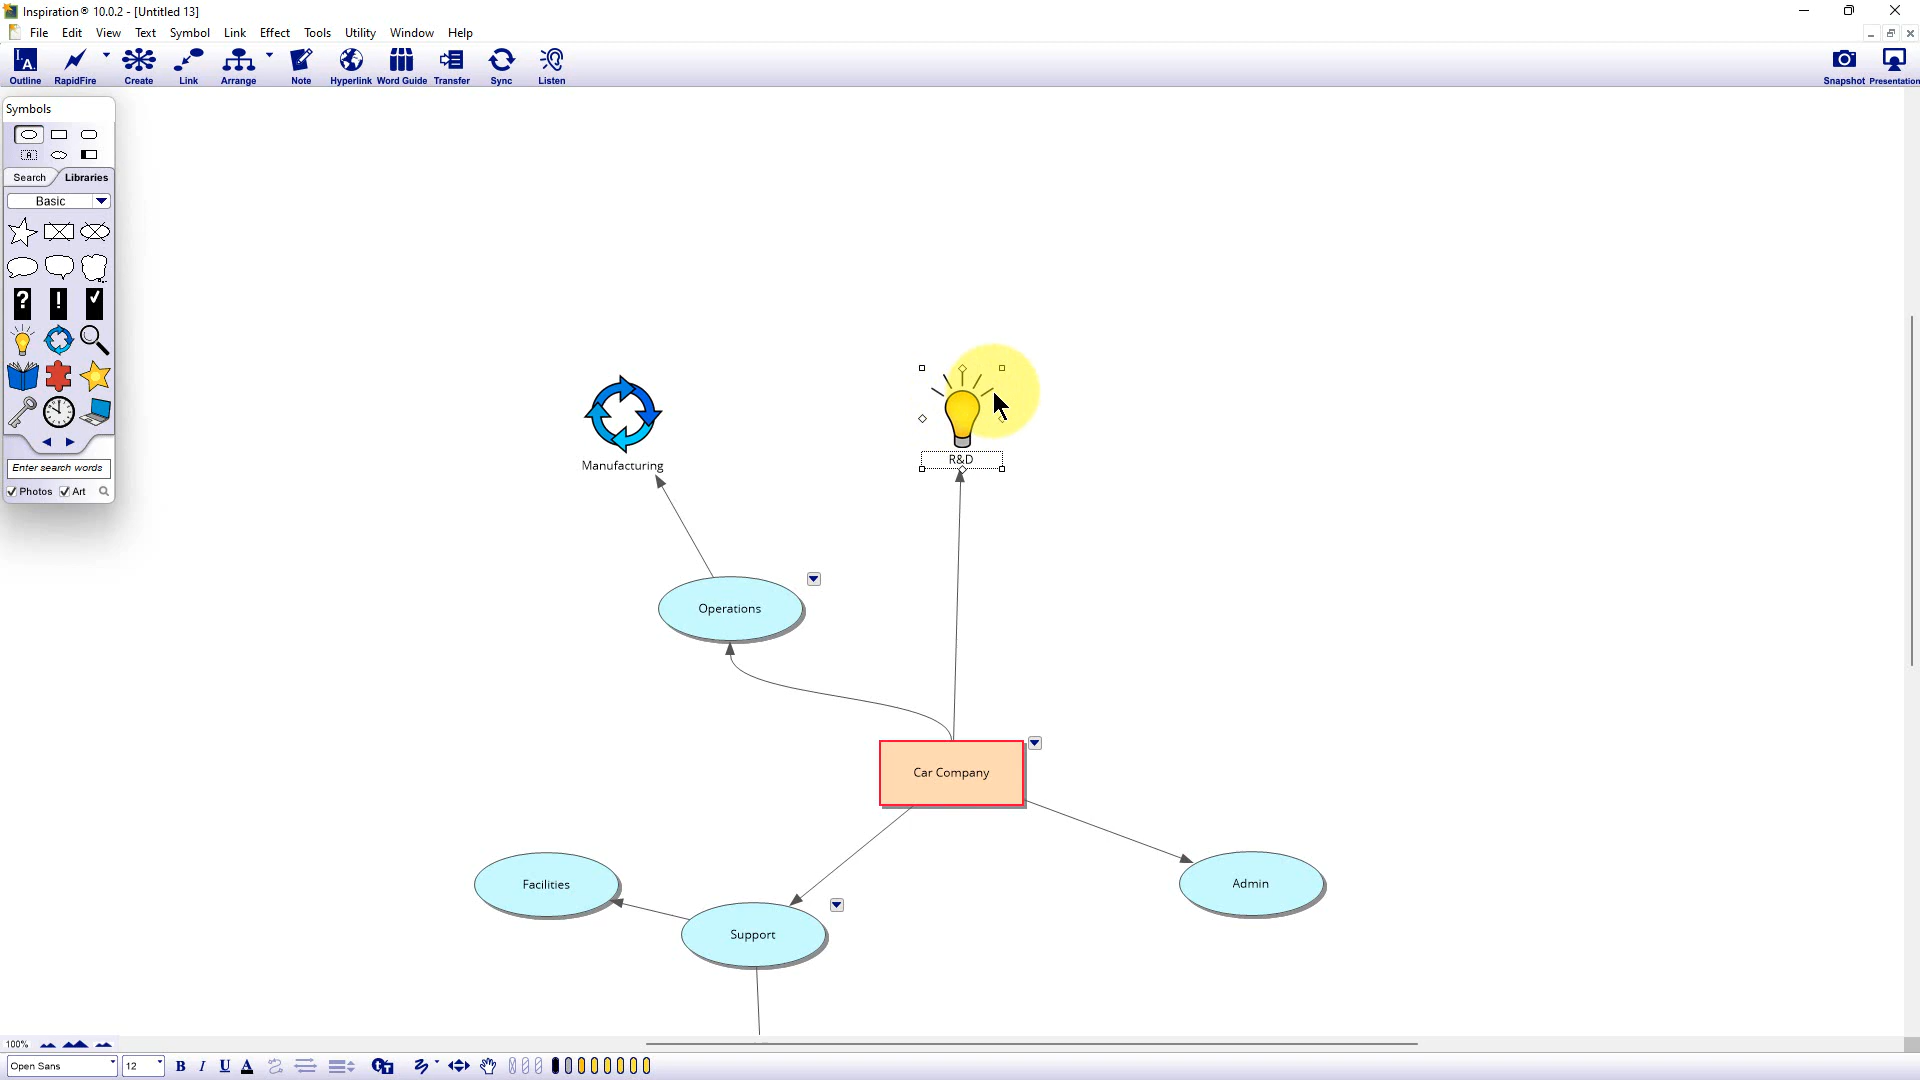 Inspiration® 10.0.2 - [Untitled 13]
File Edit View Text Symbol Link Effect Tools Utility Window Help
Outline RapidFire Create Link Arrange Note Hyperlink Word Guide Transfer Sync Listen Snapshot Presentation
Symbols
A
Search Libraries
Basic
? !
Enter search words
Photos Art
Manufacturing
R&D
Operations
Car Company
Facilities
Admin
Support
100%
Open Sans 12 B I U A